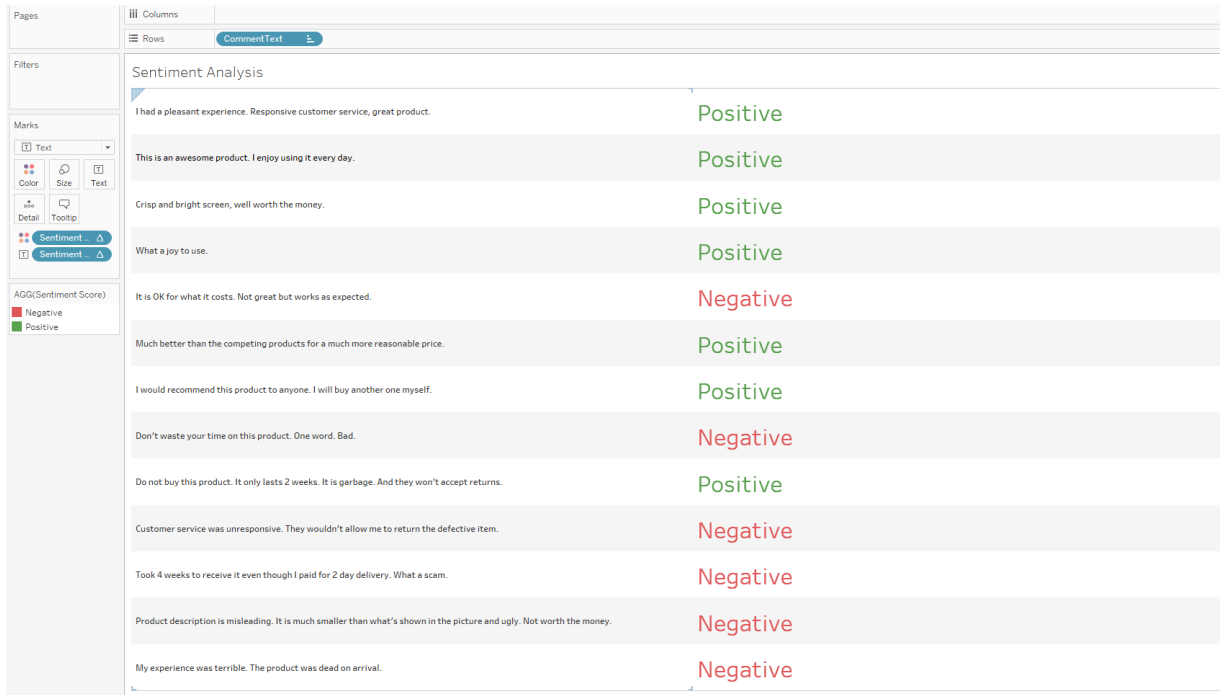 Pages
Columns
Rows
CommentText
Filters
Marks
Text
Color Size Text
Detail Tooltip
Sentiment ..
Sentiment ..
AGG(Sentiment Score)
Negative
Positive
Sentiment Analysis
I had a pleasant experience. Responsive customer service, great product. Positive
This is an awesome product. I enjoy using it every day. Positive
Crisp and bright screen, well worth the money. Positive
What a joy to use. Positive
It is OK for what it costs. Not great but works as expected. Negative
Much better than the competing products for a much more reasonable price. Positive
I would recommend this product to anyone. I will buy another one myself. Positive
Don't waste your time on this product. One word. Bad. Negative
Do not buy this product. It only lasts 2 weeks. It is garbage. And they won't accept returns. Positive
Customer service was unresponsive. They wouldn't allow me to return the defective item. Negative
Took 4 weeks to receive it even though I paid for 2 day delivery. What a scam. Negative
Product description is misleading. It is much smaller than what's shown in the picture and ugly. Not worth the money. Negative
My experience was terrible. The product was dead on arrival. Negative